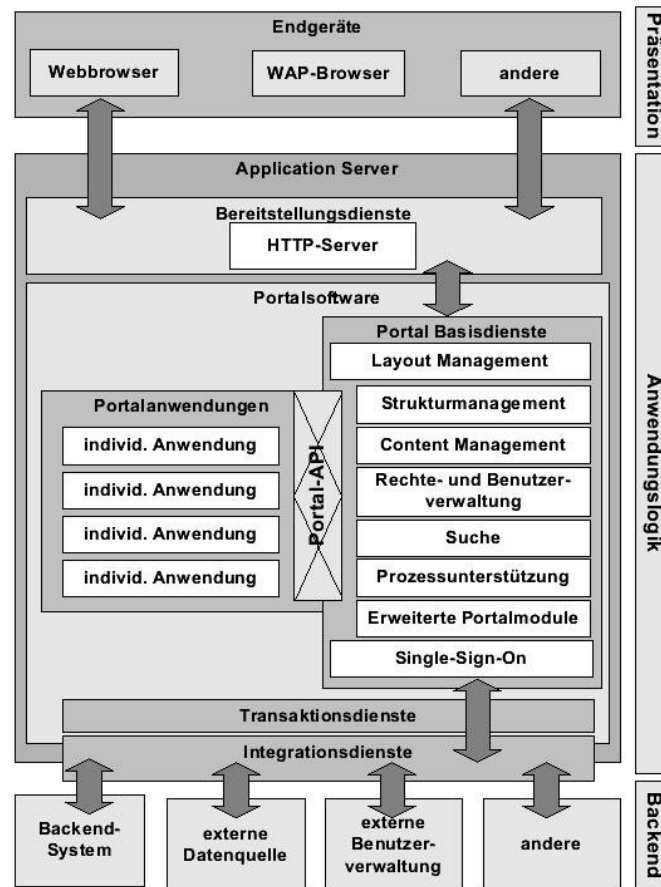 Endgeräte
Webbrowser
WAP-Browser
andere
Präsentation
Application Server
Bereitstellungsdienste
HTTP-Server
Portalsoftware
Portal Basisdienste
Layout Management
Strukturmanagement
Content Management
Rechte- und Benutzer-
verwaltung
Suche
Prozessunterstützung
Erweiterte Portalmodule
Single-Sign-On
Portalanwendungen
individ. Anwendung
individ. Anwendung
individ. Anwendung
individ. Anwendung
Portal-API
Anwendungslogik
Transaktionsdienste
Integrationsdienste
Backend-
System
externe
Datenquelle
externe
Benutzer-
verwaltung
andere
Backend